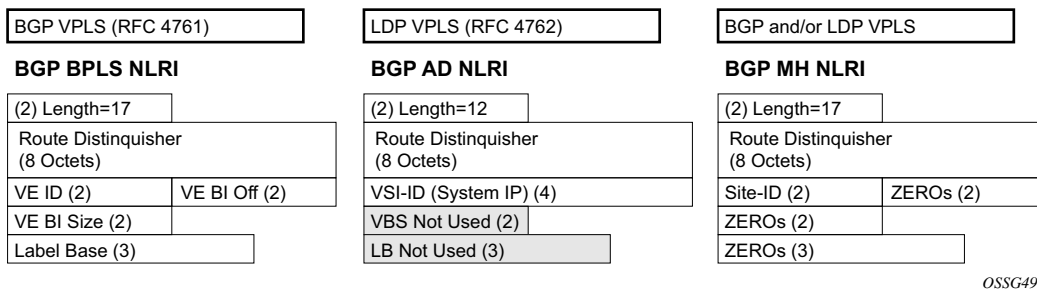 BGP VPLS (RFC 4761)
BGP BPLS NLRI
(2) Length=17
Route Distinquisher
(8 Octets)
VE ID (2) VE BI Off (2)
VE BI Size (2)
Label Base (3)
LDP VPLS (RFC 4762)
BGP AD NLRI
(2) Length=12
Route Distinquisher
(8 Octets)
VSI-ID (System IP) (4)
VBS Not Used (2)
LB Not Used (3)
BGP and/or LDP VPLS
BGP MH NLRI
(2) Length=17
Route Distinquisher
(8 Octets)
Site-ID (2) ZEROs (2)
ZEROs (2)
ZEROs (3)
OSSG49